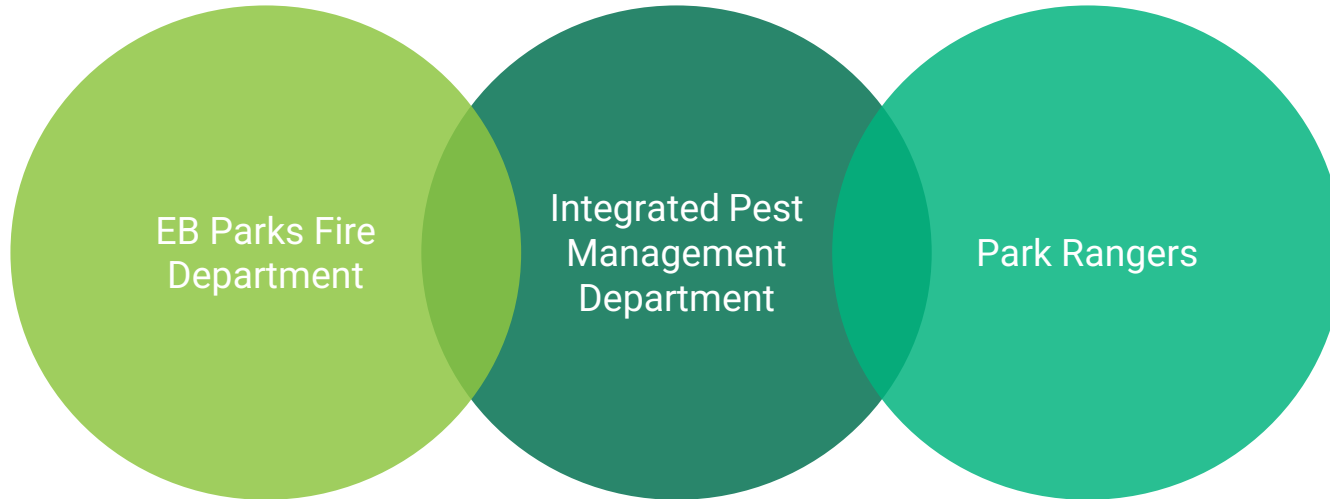 EB Parks Fire
Department
Integrated Pest
Management
Department
Park Rangers